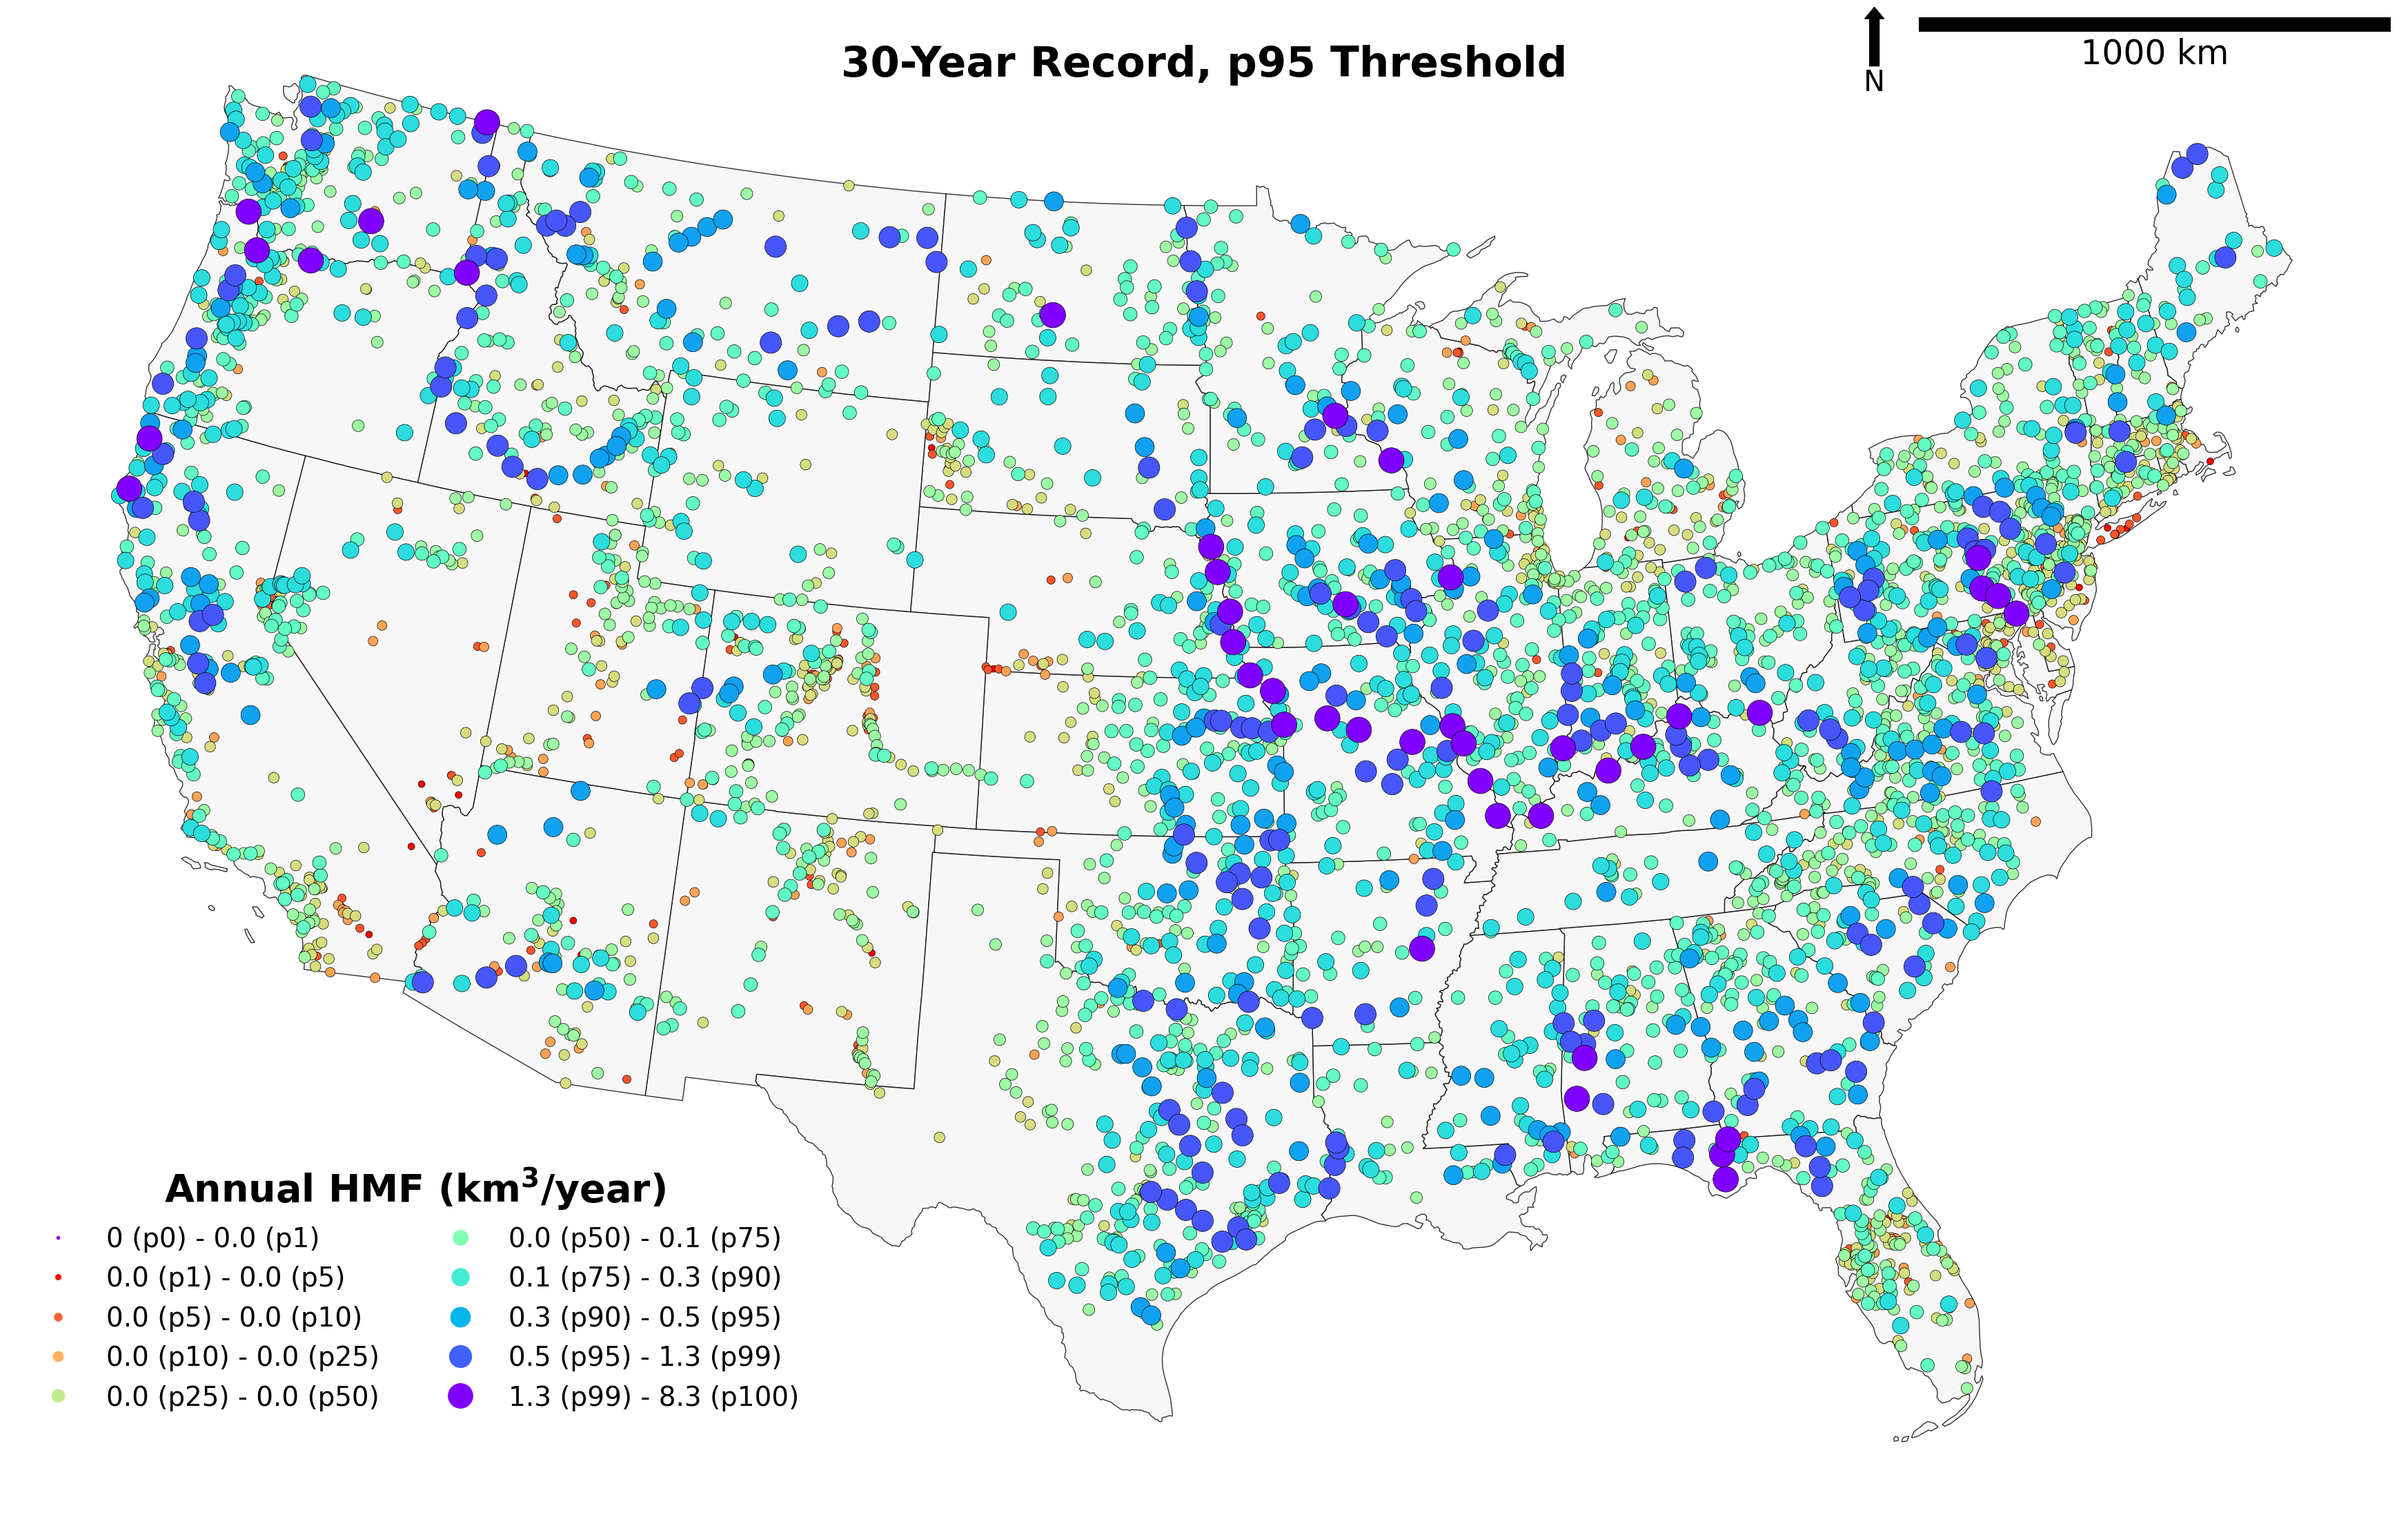 30-Year Record, p95 Threshold
N
1000 km
Annual HMF (km³/year)
0 (p0) - 0.0 (p1)
0.0 (p1) - 0.0 (p5)
0.0 (p5) - 0.0 (p10)
0.0 (p10) - 0.0 (p25)
0.0 (p25) - 0.0 (p50)
0.0 (p50) - 0.1 (p75)
0.1 (p75) - 0.3 (p90)
0.3 (p90) - 0.5 (p95)
0.5 (p95) - 1.3 (p99)
1.3 (p99) - 8.3 (p100)